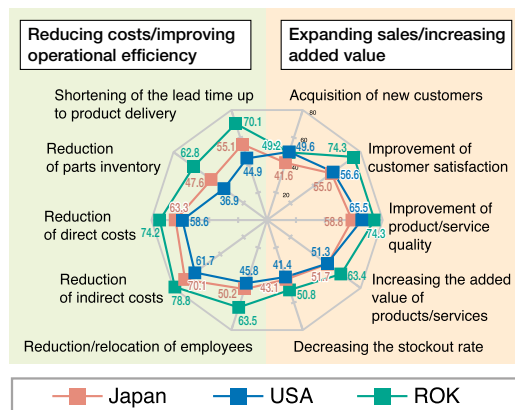 Reducing costs/improving
operational efficiency
Expanding sales/increasing
added value
Shortening of the lead time up
to product delivery
Acquisition of new customers
80
70.1
60
49.2
49.6
55.1
74.3
62.8
Reduction
of parts inventory
Improvement of
customer satisfaction
44.9
41.6
40
56.6
47.6
55.0
36.9
20
Reduction
of direct costs
63.3
74.2
58.6
58.8
65.5
74.3
Improvement of
product/service
quality
61.7
51.3
Reduction
of indirect costs
70.1
78.8
45.8
41.4
51.7
63.4
50.2
43.1
50.8
63.5
Increasing the added
value of
products/services
Reduction/relocation of employees
Decreasing the stockout rate
Japan
USA
ROK